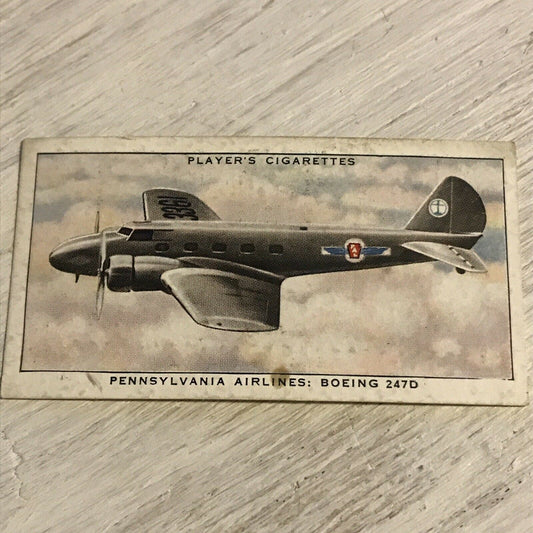 PLAYER'S CIGARETTES
PENNSYLVANIA AIRLINES: BOEING 247D